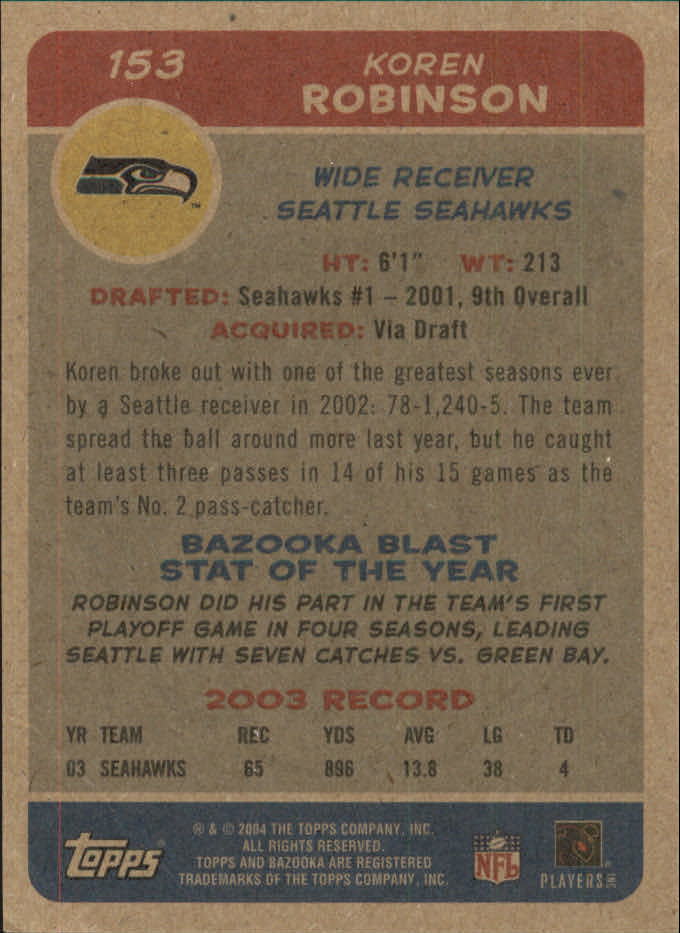 153
KOREN
ROBINSON
WIDE RECEIVER
SEATTLE SEAHAWKS
HT: 6'1" WT: 213
DRAFTED: Seahawks #1 – 2001, 9th Overall
ACQUIRED: Via Draft
Koren broke out with one of the greatest seasons ever
by a Seattle receiver in 2002: 78-1,240-5. The team
spread the ball around more last year, but he caught
at least three passes in 14 of his 15 games as the
team's No. 2 pass-catcher.
BAZOOKA BLAST
STAT OF THE YEAR
ROBINSON DID HIS PART IN THE TEAM'S FIRST
PLAYOFF GAME IN FOUR SEASONS, LEADING
SEATTLE WITH SEVEN CATCHES VS. GREEN BAY.
2003 RECORD
YR TEAM REC YDS AVG LG TD
03 SEAHAWKS 65 896 13.8 38 4
topps
® & © 2004 THE TOPPS COMPANY, INC.
ALL RIGHTS RESERVED.
TOPPS AND BAZOOKA ARE REGISTERED
TRADEMARKS OF THE TOPPS COMPANY, INC.
NFL
PLAYERS INC